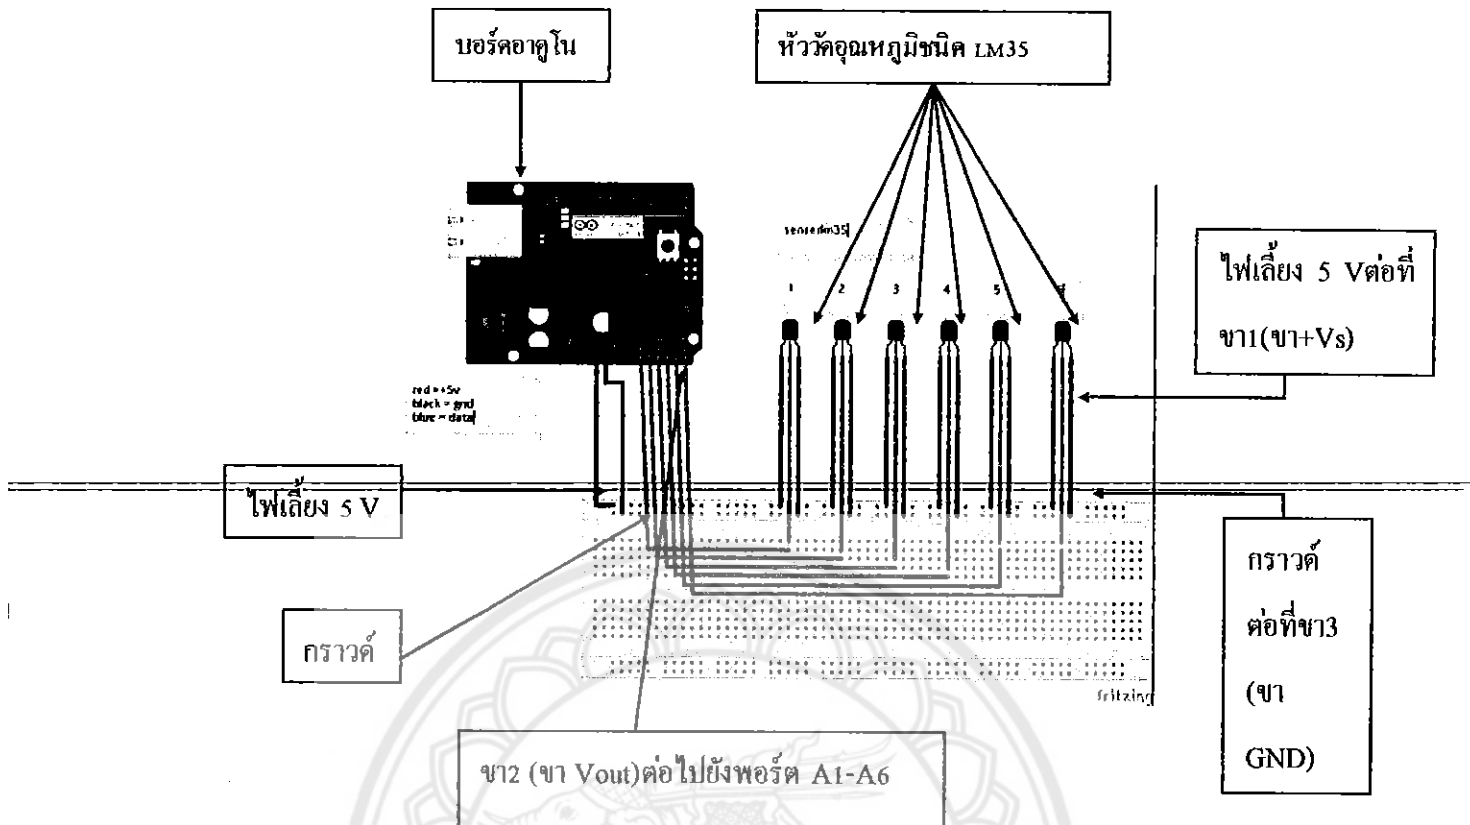 บอร์ดอาดูโน
หัววัดอุณหภูมิชนิด LM35
1 2 3 4 5
ไฟเลี้ยง 5 Vต่อที่
ขา1(ขา+Vs)
red =+5v
black = gnd
blue = data
ไฟเลี้ยง 5 V
กราวด์
กราวด์
ต่อที่ขา3
(ขา
GND)
fritzing
ขา2 (ขา Vout)ต่อไปยังพอร์ต A1-A6